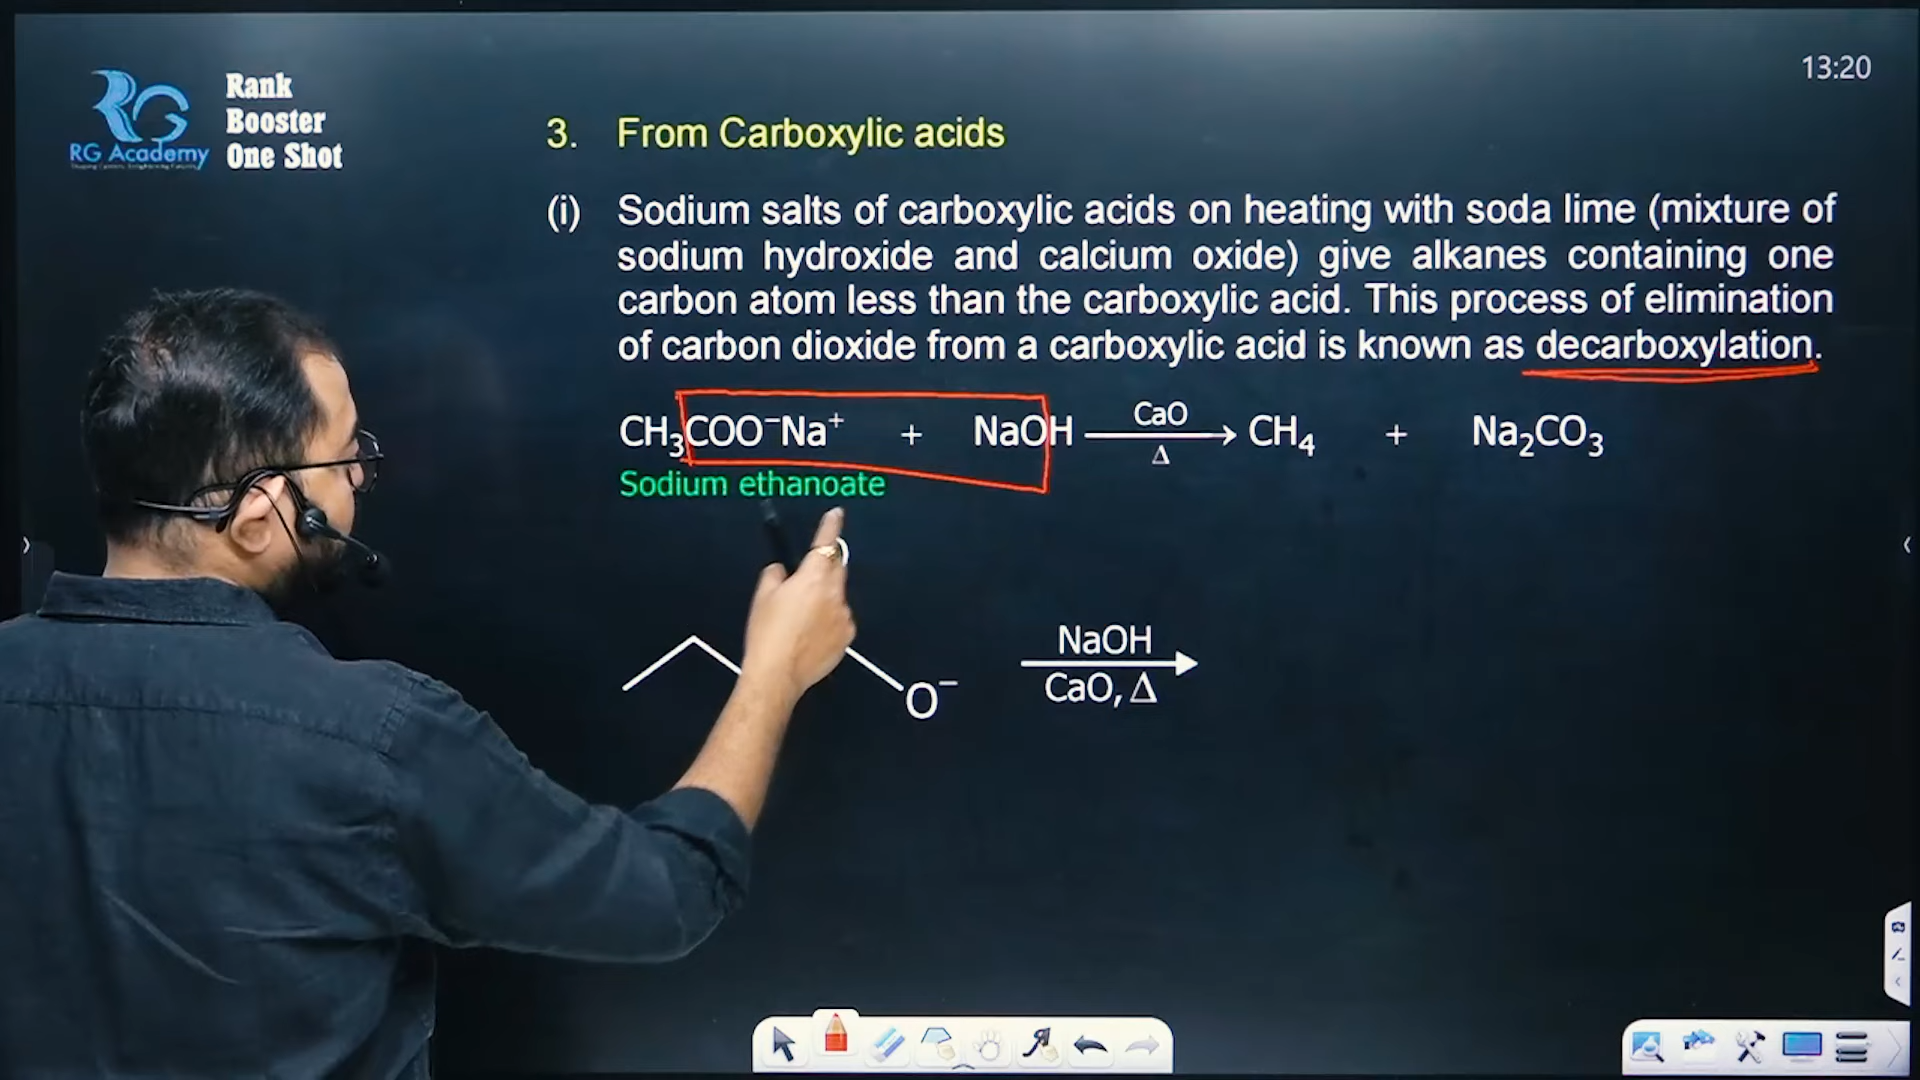 RG Academy
Rank
Booster
One Shot
13:20
3. From Carboxylic acids
(i) Sodium salts of carboxylic acids on heating with soda lime (mixture of
sodium hydroxide and calcium oxide) give alkanes containing one
carbon atom less than the carboxylic acid. This process of elimination
of carbon dioxide from a carboxylic acid is known as decarboxylation.
CH₃COO⁻Na⁺ + NaOH —CaO/Δ→ CH₄ + Na₂CO₃
Sodium ethanoate
O⁻
NaOH
CaO, Δ